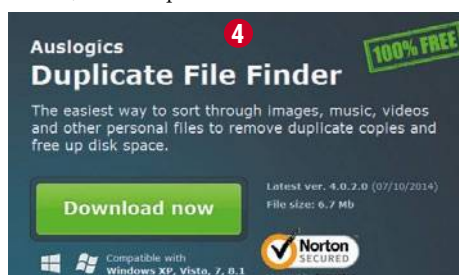 4
Auslogics
100% FREE
Duplicate File Finder
The easiest way to sort through images, music, videos
and other personal files to remove duplicate copies and
free up disk space.
Download now
Latest ver. 4.0.2.0 (07/10/2014)
File size: 6.7 Mb
Compatible with
Windows XP, Vista, 7, 8.1
Norton
SECURED